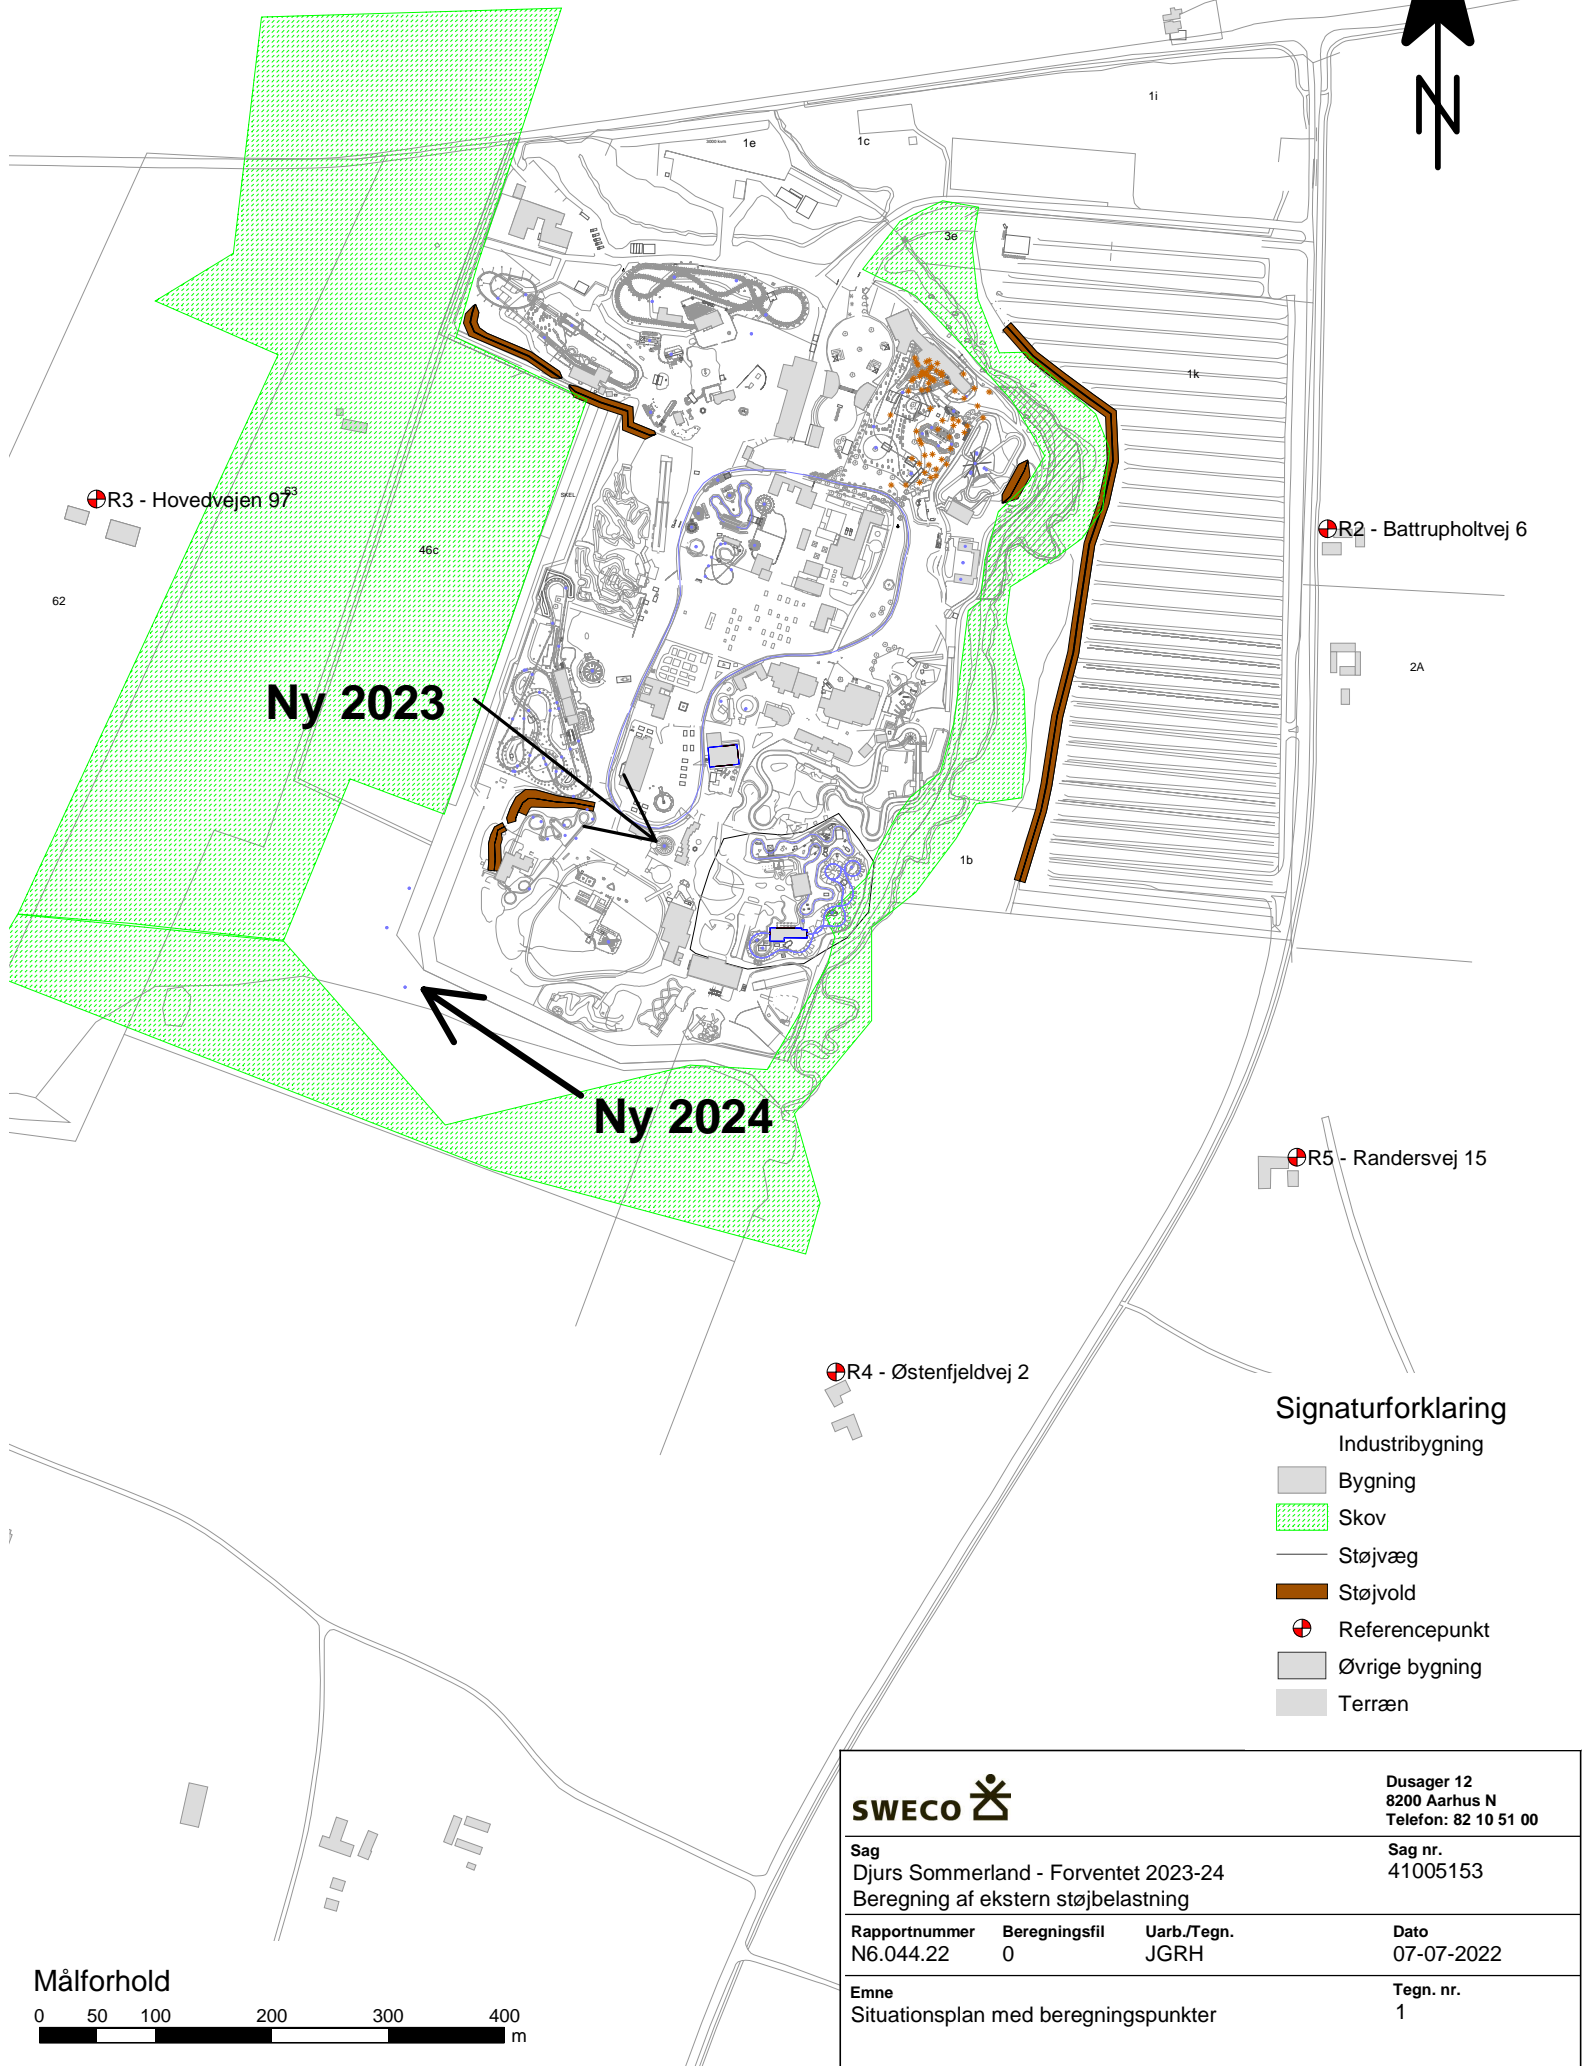 N
1i
1e
1c
3e
1k
R3 - Hovedvejen 97
63
SKEL
46c
R2 - Battrupholtvej 6
62
2A
Ny 2023
1b
Ny 2024
R5 - Randersvej 15
R4 - Østenfjeldvej 2
Signaturforklaring
Industribygning
Bygning
Skov
Støjvæg
Støjvold
Referencepunkt
Øvrige bygning
Terræn
SWECO
Dusager 12
8200 Aarhus N
Telefon: 82 10 51 00
Sag
Djurs Sommerland - Forventet 2023-24
Beregning af ekstern støjbelastning
Sag nr.
41005153
Rapportnummer Beregningsfil Uarb./Tegn. Dato
N6.044.22 0 JGRH 07-07-2022
Emne
Situationsplan med beregningspunkter
Tegn. nr.
1
Målforhold
0 50 100 200 300 400
m